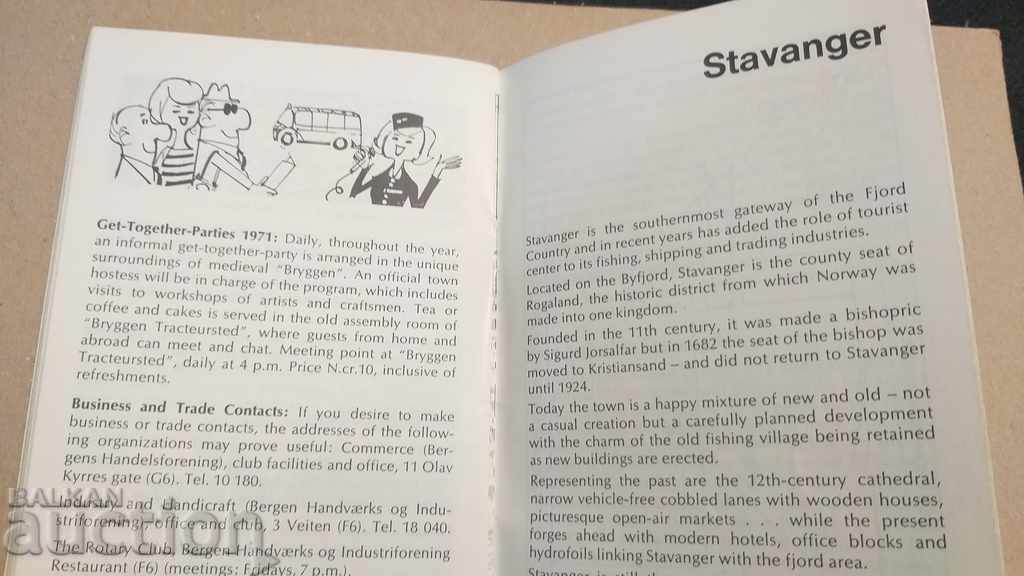 Get-Together-Parties 1971: Daily, throughout the year,
an informal get-together-party is arranged in the unique
surroundings of medieval "Bryggen". An official town
hostess will be in charge of the program, which includes
visits to workshops of artists and craftsmen. Tea or
coffee and cakes is served in the old assembly room of
"Bryggen Tracteursted", where guests from home and
abroad can meet and chat. Meeting point at "Bryggen
Tracteursted", daily at 4 p.m. Price N.cr.10, inclusive of
refreshments.
Business and Trade Contacts: If you desire to make
business or trade contacts, the addresses of the follow-
ing organizations may prove useful: Commerce (Ber-
gens Handelsforening), club facilities and office, 11 Olav
Kyrres gate (G6). Tel. 10 180.
Industry and Handicraft (Bergen Handværks og Indu-
striforening) office and club, 3 Veiten (F6). Tel. 18 040.
The Rotary Club, Bergen Handværks og Industriforening
Restaurant (F6) (meetings: Fridays, 7 p.m.).
Stavanger
Stavanger is the southernmost gateway of the Fjord
Country and in recent years has added the role of tourist
center to its fishing, shipping and trading industries.
Located on the Byfjord, Stavanger is the county seat of
Rogaland, the historic district from which Norway was
made into one kingdom.
Founded in the 11th century, it was made a bishopric
by Sigurd Jorsalfar but in 1682 the seat of the bishop was
moved to Kristiansand – and did not return to Stavanger
until 1924.
Today the town is a happy mixture of new and old – not
a casual creation but a carefully planned development
with the charm of the old fishing village being retained
as new buildings are erected.
Representing the past are the 12th-century cathedral,
narrow vehicle-free cobbled lanes with wooden houses,
picturesque open-air markets . . . while the present
forges ahead with modern hotels, office blocks and
hydrofoils linking Stavanger with the fjord area.
Stavanger is still the
BALKAN
auction